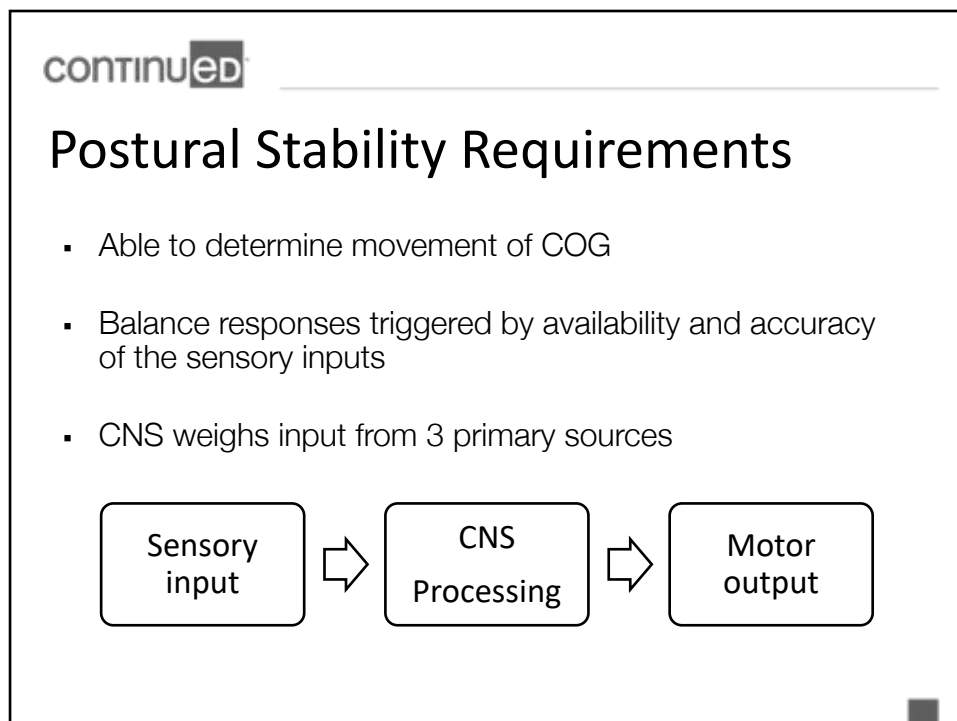 continued
Postural Stability Requirements
▪ Able to determine movement of COG
▪ Balance responses triggered by availability and accuracy
of the sensory inputs
▪ CNS weighs input from 3 primary sources
Sensory
input
CNS
Processing
Motor
output